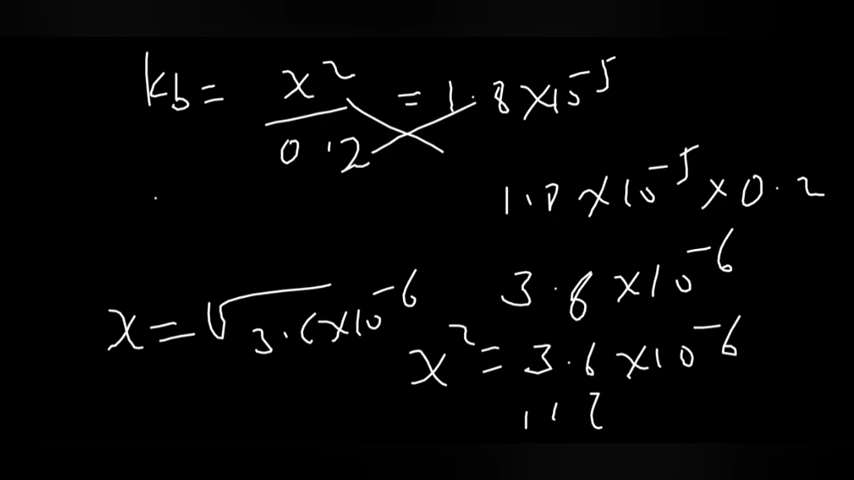 kb = x²/0.2 = 1.8×10⁻⁵
1.8×10⁻⁵×0.2
3.6×10⁻⁶
x=√3.6×10⁻⁶
x²=3.6×10⁻⁶